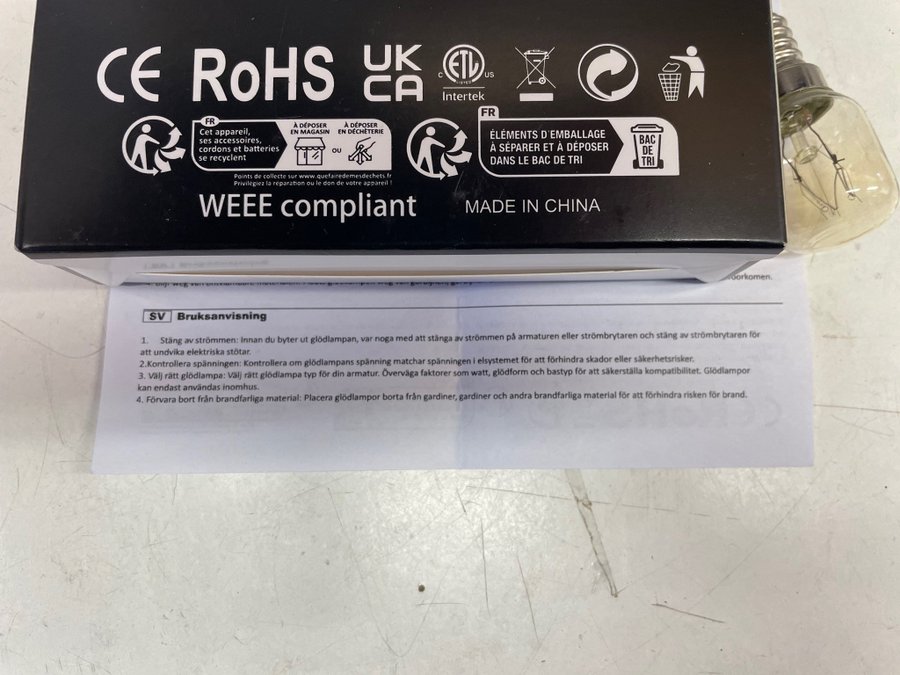 CE RoHS UK CA
C ETL US
LISTED
Intertek
FR
Cet appareil,
ses accessoires,
cordons et batteries
se recyclent
À DÉPOSER
EN MAGASIN
OU
À DÉPOSER
EN DÉCHÈTERIE
Points de collecte sur www.quefairedemesdechets.fr
Privilégiez la réparation ou le don de votre appareil !
FR
ÉLÉMENTS D'EMBALLAGE
À SÉPARER ET À DÉPOSER
DANS LE BAC DE TRI
BAC
DE
TRI
WEEE compliant
MADE IN CHINA
voorkomen.
SV Bruksanvisning
1. Stäng av strömmen: Innan du byter ut glödlampan, var noga med att stänga av strömmen på armaturen eller strömbrytaren och stäng av strömbrytaren för
att undvika elektriska stötar.
2.Kontrollera spänningen: Kontrollera om glödlampans spänning matchar spänningen i elsystemet för att förhindra skador eller säkerhetsrisker.
3. Välj rätt glödlampa: Välj rätt glödlampa typ för din armatur. Överväga faktorer som watt, glödform och bastyp för att säkerställa kompatibilitet. Glödlampor
kan endast användas inomhus.
4. Förvara bort från brandfarliga material: Placera glödlampor borta från gardiner, gardiner och andra brandfarliga material för att förhindra risken för brand.